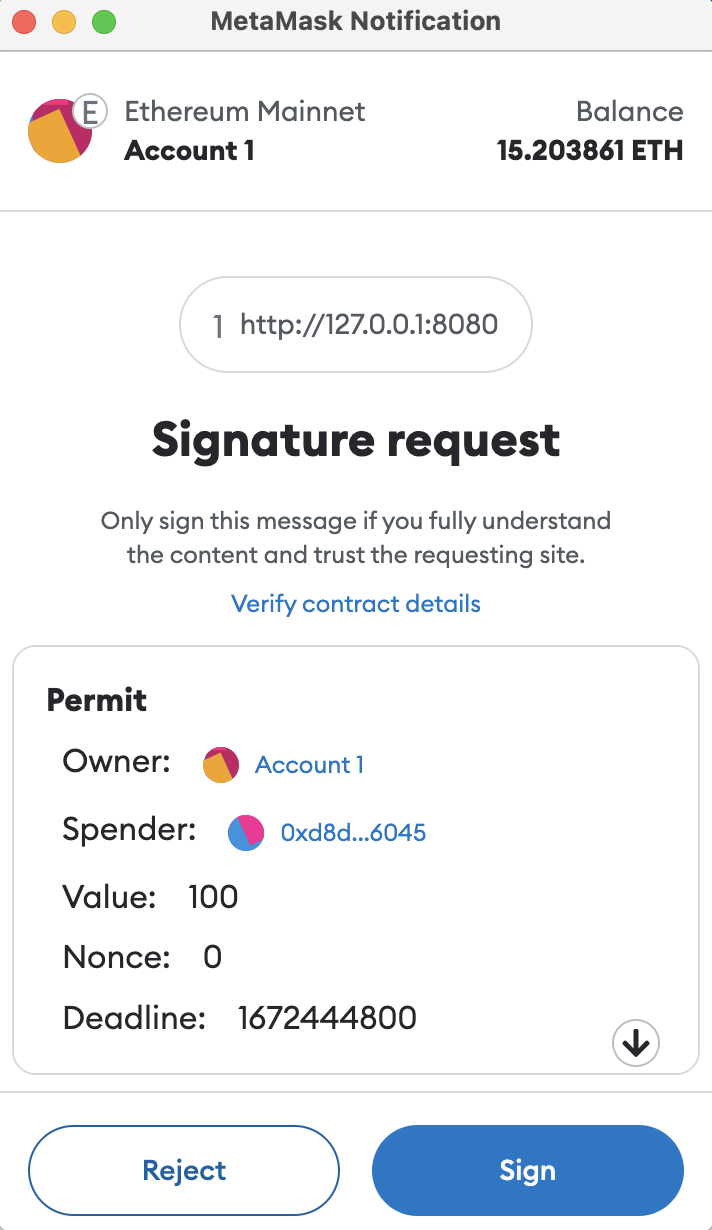 MetaMask Notification
E
Ethereum Mainnet Balance
Account 1 15.203861 ETH
1 http://127.0.0.1:8080
Signature request
Only sign this message if you fully understand
the content and trust the requesting site.
Verify contract details
Permit
Owner: Account 1
Spender: 0xd8d...6045
Value: 100
Nonce: 0
Deadline: 1672444800
Reject Sign